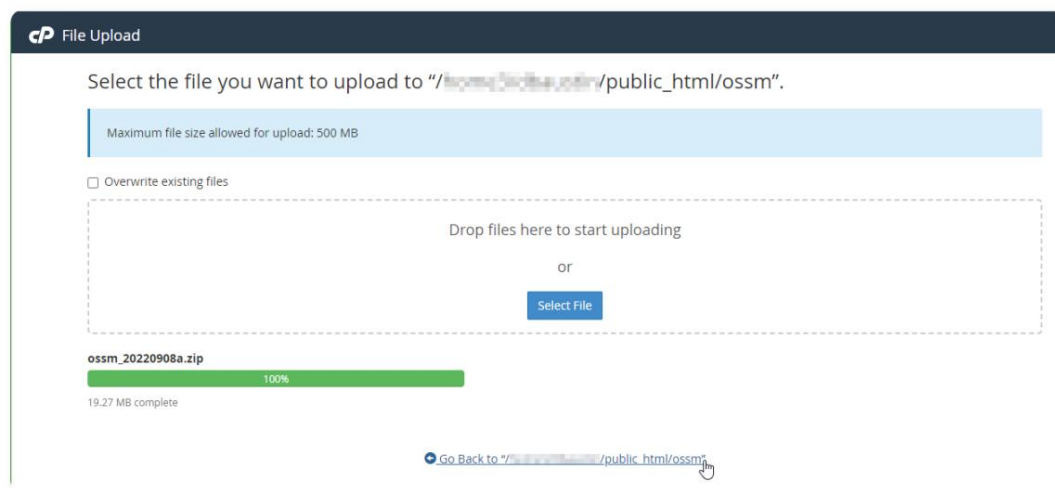 cP File Upload
Select the file you want to upload to “/ /public_html/ossm”.
Maximum file size allowed for upload: 500 MB
Overwrite existing files
Drop files here to start uploading
or
Select File
ossm_20220908a.zip
100%
19.27 MB complete
Go Back to “/ /public_html/ossm”